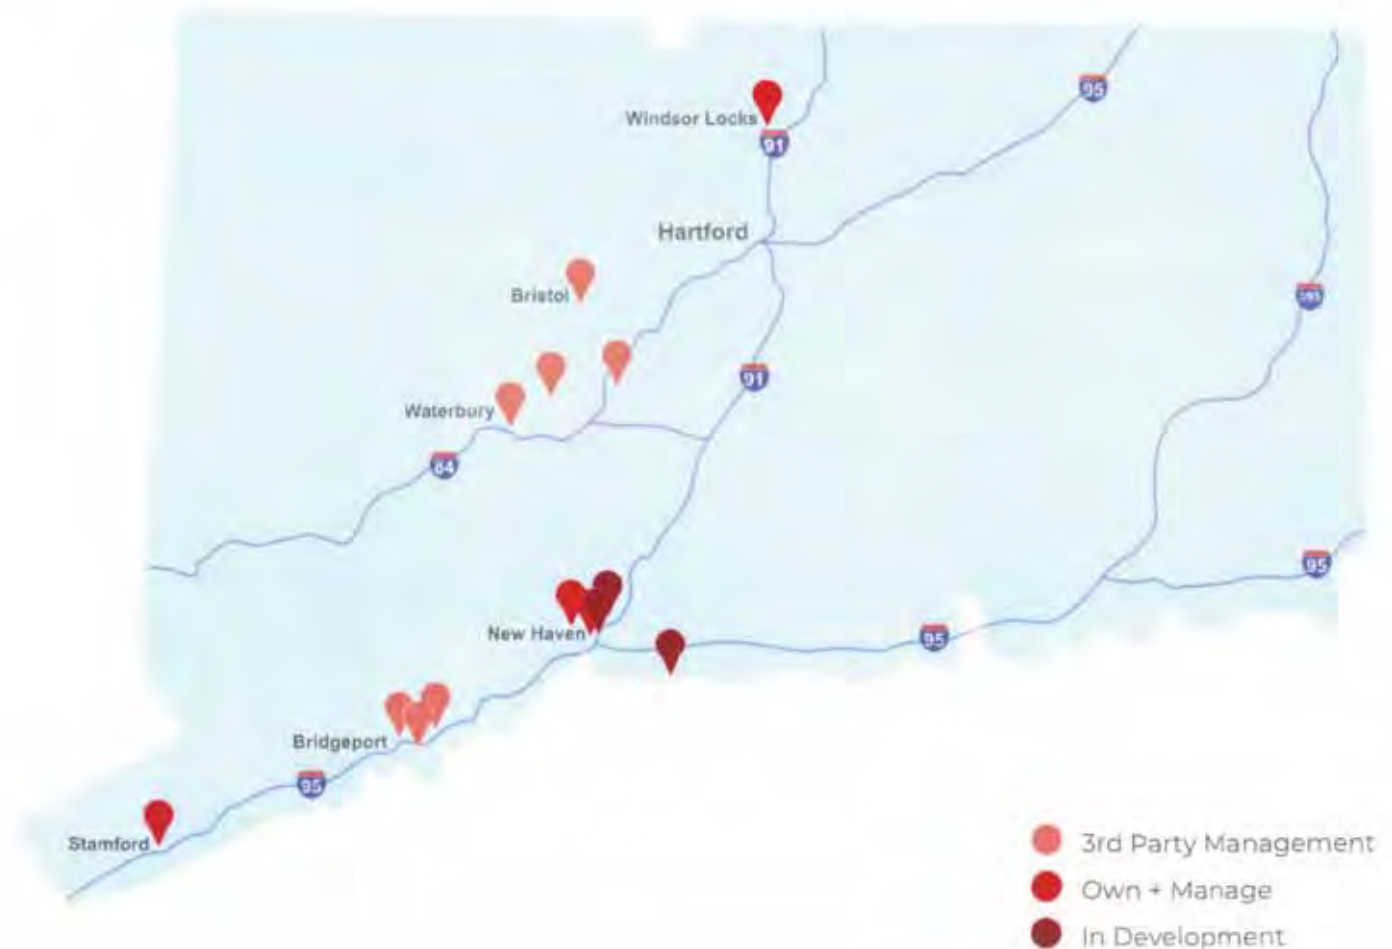 95
Windsor Locks
91
Hartford
Bristol
95
91
Waterbury
84
95
New Haven
95
Bridgeport
95
Stamford
3rd Party Management
Own + Manage
In Development